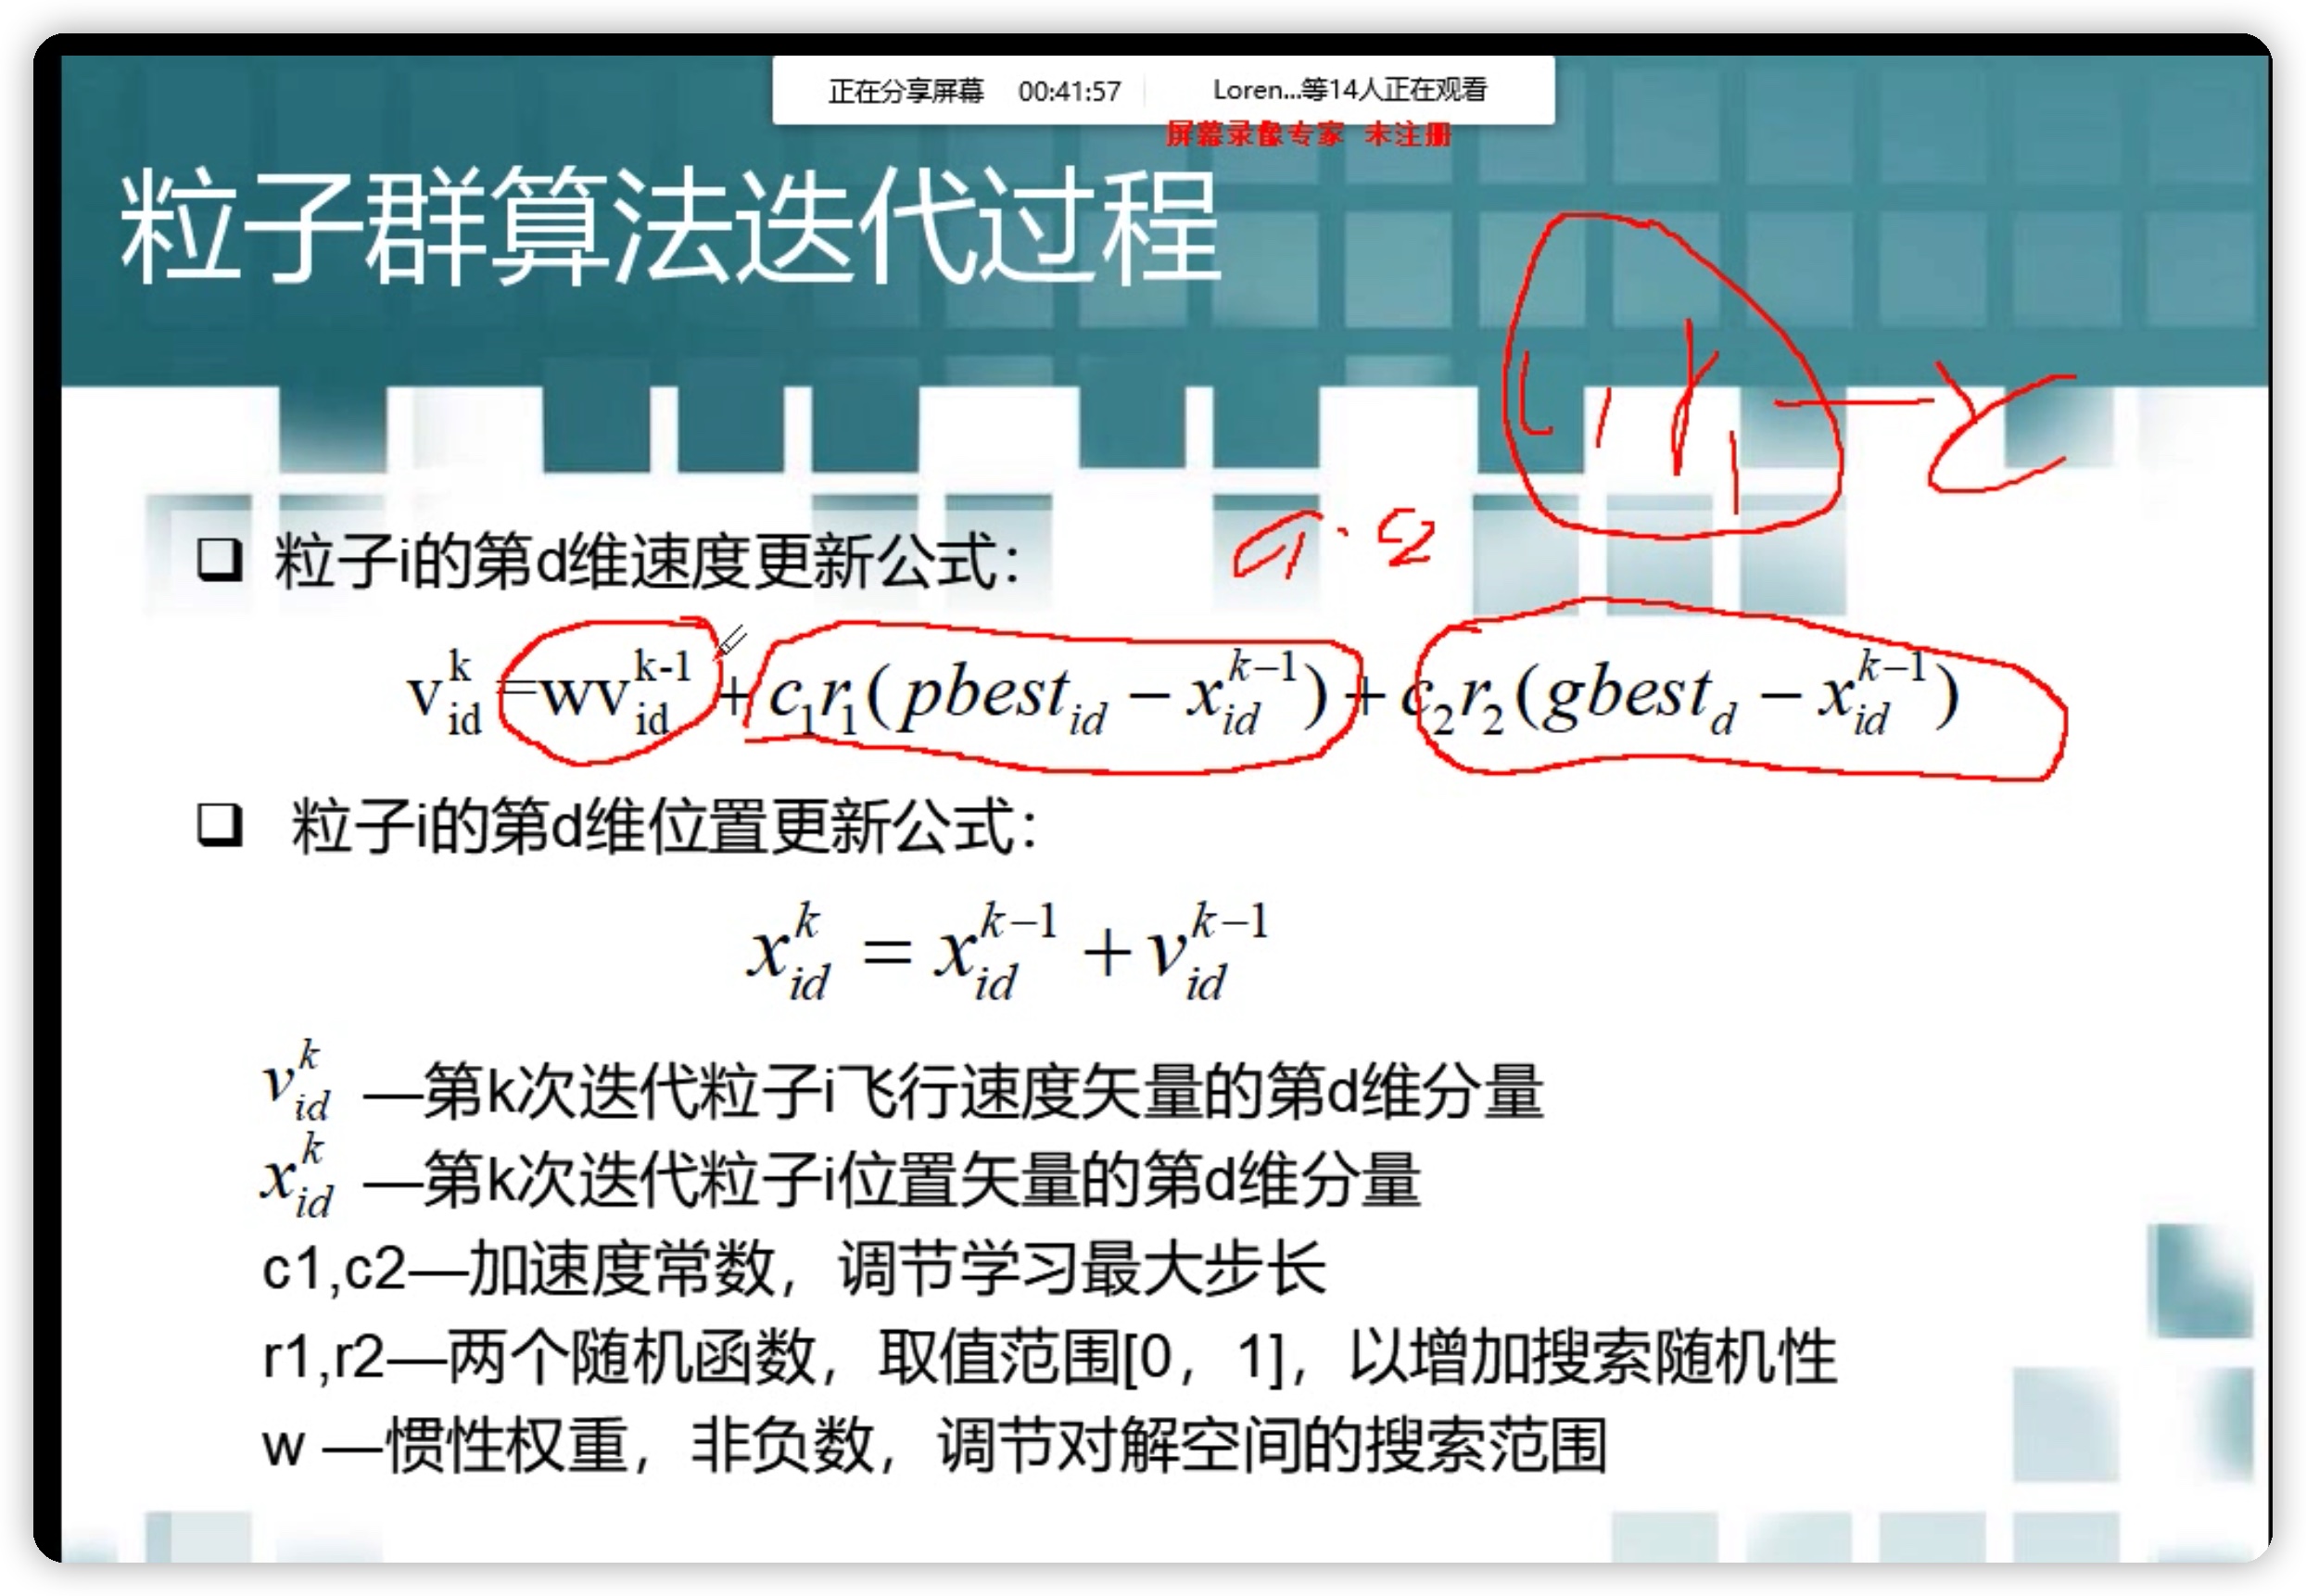 正在分享屏幕 00:41:57 Loren...等14人正在观看
屏幕录像专家 未注册
粒子群算法迭代过程
❑ 粒子i的第d维速度更新公式：
v_{id}^{k}=wv_{id}^{k-1}+c_1r_1(pbest_{id}−x_{id}^{k−1})+c_2r_2(gbest_d−x_{id}^{k−1})
❑ 粒子i的第d维位置更新公式：
x_{id}^{k}=x_{id}^{k−1}+v_{id}^{k−1}
v_{id}^{k} —第k次迭代粒子i飞行速度矢量的第d维分量
x_{id}^{k} —第k次迭代粒子i位置矢量的第d维分量
c1,c2—加速度常数，调节学习最大步长
r1,r2—两个随机函数，取值范围[0，1]，以增加搜索随机性
w —惯性权重，非负数，调节对解空间的搜索范围